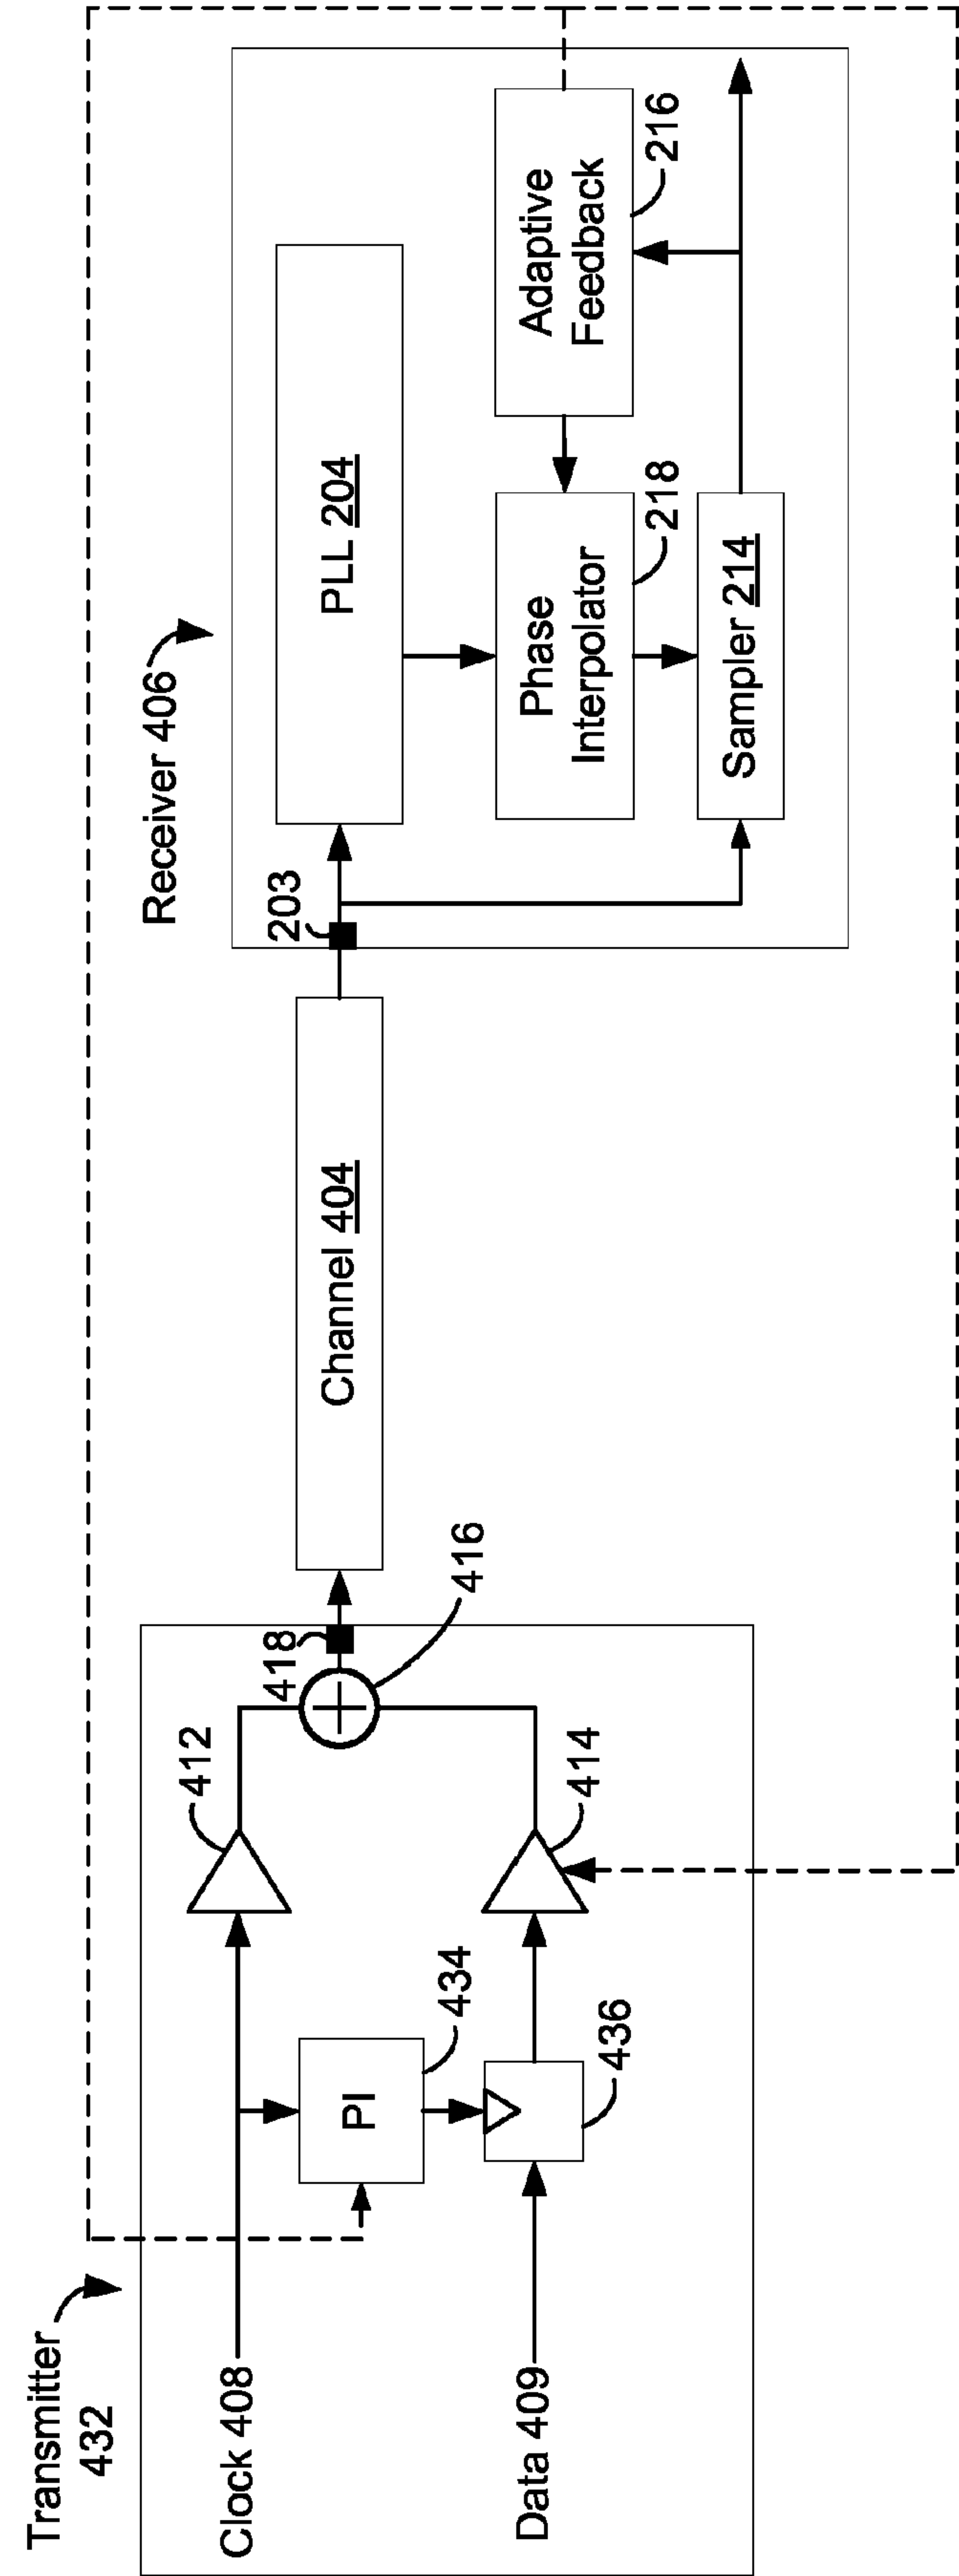 Transmitter
432
Clock 408
Data 409
PI
434
436
412
414
418
416
Channel 404
Receiver 406
203
PLL 204
Phase
Interpolator
218
Sampler 214
Adaptive
Feedback
216